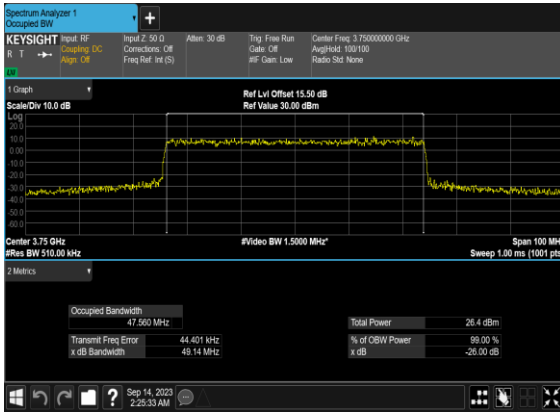 Spectrum Analyzer 1
Occupied BW
KEYSIGHT
R T
LXI
Input: RF
Coupling: DC
Align: Off
Input Z: 50 Ω
Corrections: Off
Freq Ref: Int (S)
Atten: 30 dB
Trig: Free Run
Gate: Off
#IF Gain: Low
Center Freq: 3.750000000 GHz
Avg|Hold: 100/100
Radio Std: None
1 Graph
Scale/Div 10.0 dB
Ref Lvl Offset 15.50 dB
Ref Value 30.00 dBm
Log
20.0
10.0
0.00
-10.0
-20.0
-30.0
-40.0
-50.0
-60.0
Center 3.75 GHz
#Res BW 510.00 kHz
#Video BW 1.5000 MHz*
Span 100 MH
Sweep 1.00 ms (1001 pts
2 Metrics
Occupied Bandwidth
47.560 MHz
Transmit Freq Error 44.401 kHz
x dB Bandwidth 49.14 MHz
Total Power 26.4 dBm
% of OBW Power 99.00 %
x dB -26.00 dB
Sep 14, 2023
2:25:33 AM